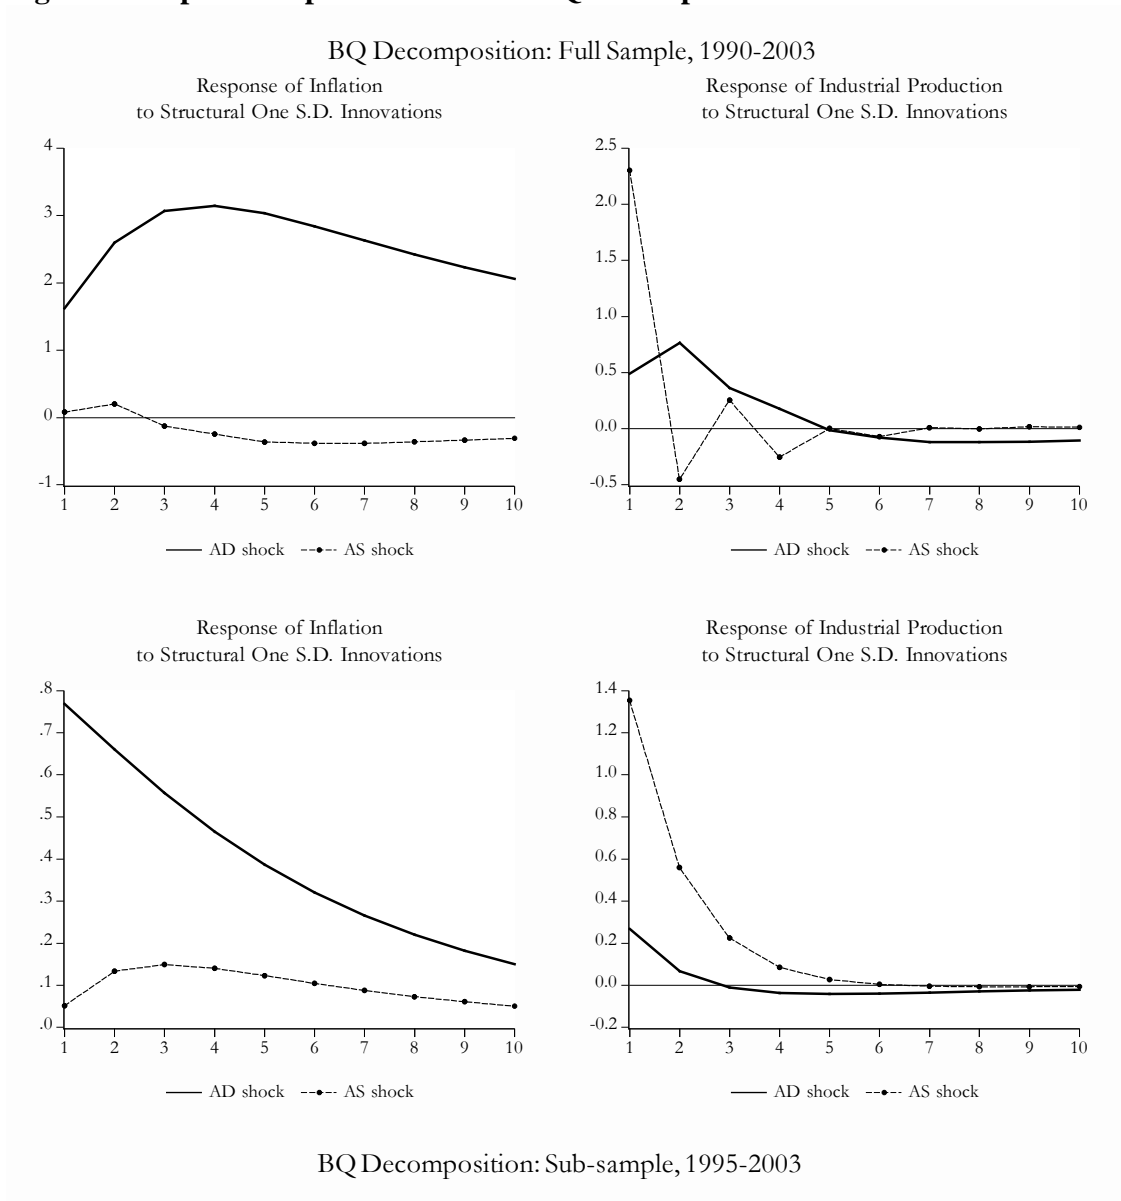 BQ Decomposition: Full Sample, 1990-2003
Response of Inflation
to Structural One S.D. Innovations
4
3
2
1
0
-1
1 2 3 4 5 6 7 8 9 10
AD shock AS shock
Response of Industrial Production
to Structural One S.D. Innovations
2.5
2.0
1.5
1.0
0.5
0.0
-0.5
1 2 3 4 5 6 7 8 9 10
AD shock AS shock
Response of Inflation
to Structural One S.D. Innovations
.8
.7
.6
.5
.4
.3
.2
.1
.0
1 2 3 4 5 6 7 8 9 10
AD shock AS shock
Response of Industrial Production
to Structural One S.D. Innovations
1.4
1.2
1.0
0.8
0.6
0.4
0.2
0.0
-0.2
1 2 3 4 5 6 7 8 9 10
AD shock AS shock
BQ Decomposition: Sub-sample, 1995-2003